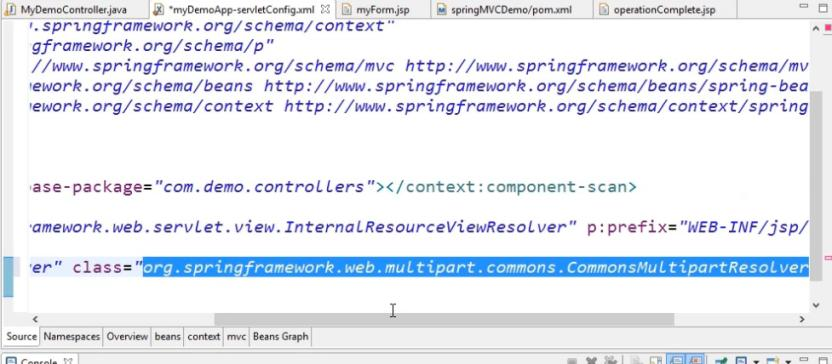 MyDemoController.java *myDemoApp-servletConfig.xml myForm.jsp springMVCDemo/pom.xml operationComplete.jsp
.springframework.org/schema/context"
ngframework.org/schema/p"
//www.springframework.org/schema/mvc http://www.springframework.org/schema/mv
ework.org/schema/beans http://www.springframework.org/schema/beans/spring-bea
ework.org/schema/context http://www.springframework.org/schema/context/spring
ase-package="com.demo.controllers"></context:component-scan>
amework.web.servlet.view.InternalResourceViewResolver" p:prefix="WEB-INF/jsp/
er" class="org.springframework.web.multipart.commons.CommonsMultipartResolver
Source Namespaces Overview beans context mvc Beans Graph
Console